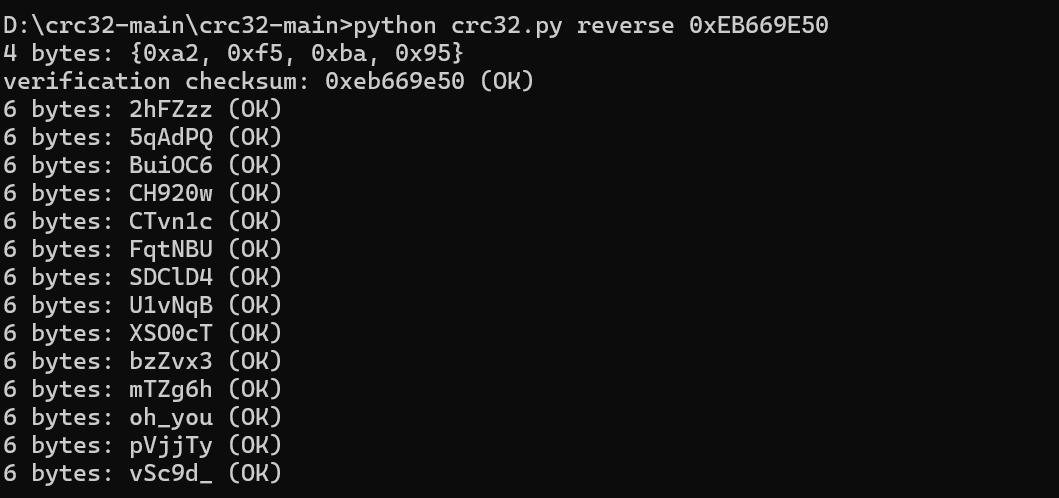 D:\crc32-main\crc32-main>python crc32.py reverse 0xEB669E50
4 bytes: {0xa2, 0xf5, 0xba, 0x95}
verification checksum: 0xeb669e50 (OK)
6 bytes: 2hFZzz (OK)
6 bytes: 5qAdPQ (OK)
6 bytes: BuiOC6 (OK)
6 bytes: CH920w (OK)
6 bytes: CTvn1c (OK)
6 bytes: FqtNBU (OK)
6 bytes: SDClD4 (OK)
6 bytes: U1vNqB (OK)
6 bytes: XSO0cT (OK)
6 bytes: bzZvx3 (OK)
6 bytes: mTZg6h (OK)
6 bytes: oh_you (OK)
6 bytes: pVjjTy (OK)
6 bytes: vSc9d_ (OK)